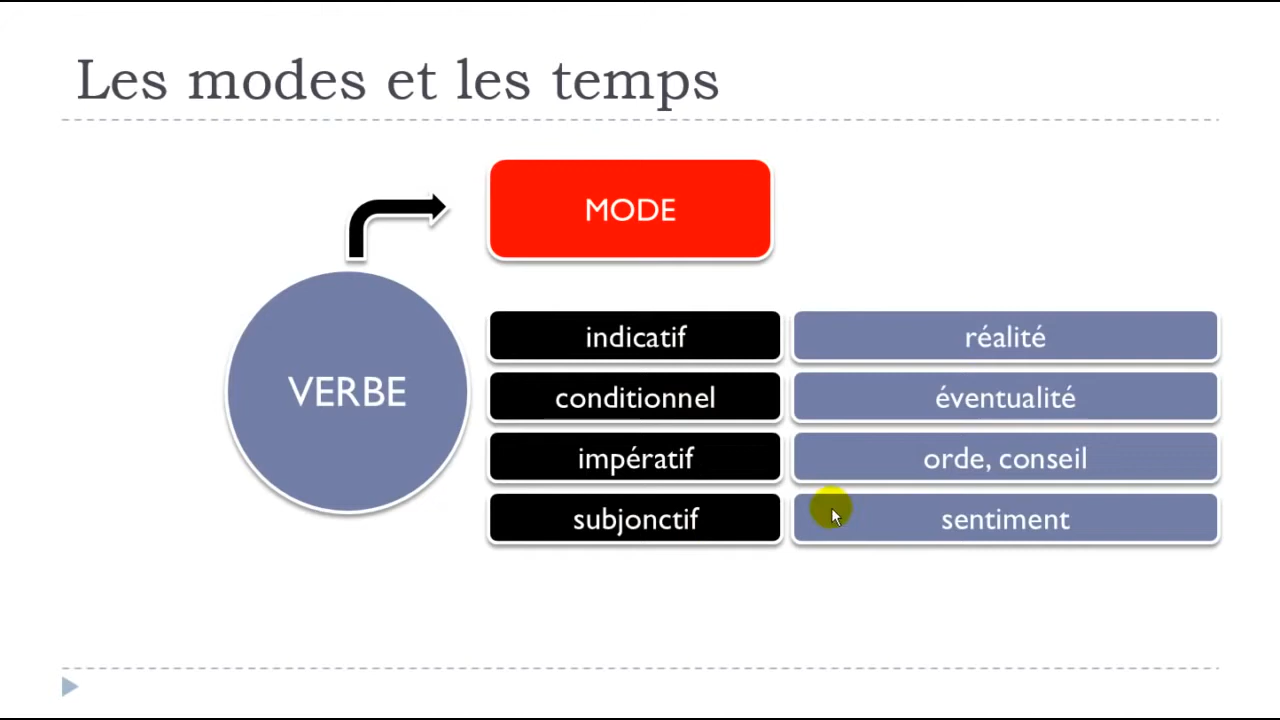 Les modes et les temps
MODE
VERBE
indicatif
réalité
conditionnel
éventualité
impératif
orde, conseil
subjonctif
sentiment